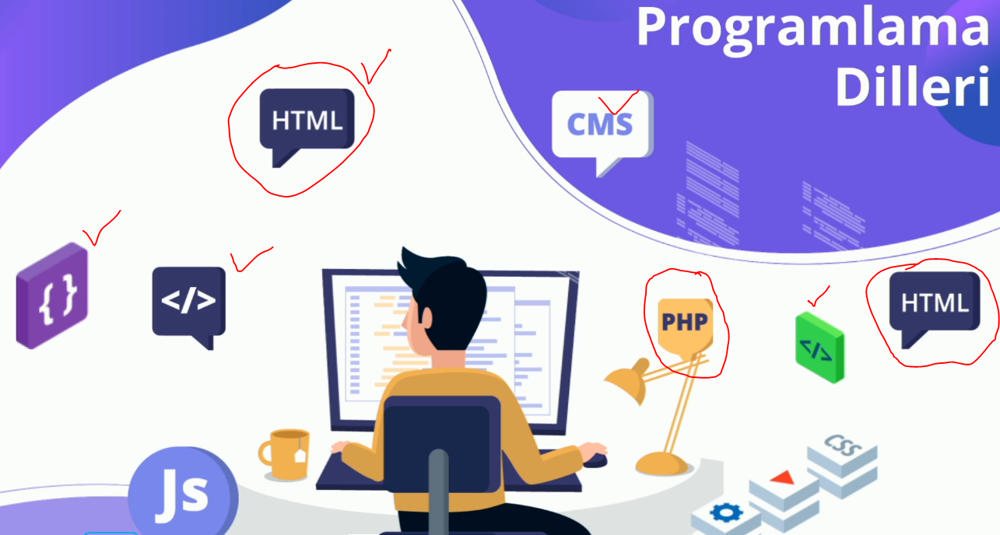 Programlama
Dilleri
HTML
CMS
{ }
</>
PHP
</>
HTML
CSS
Js